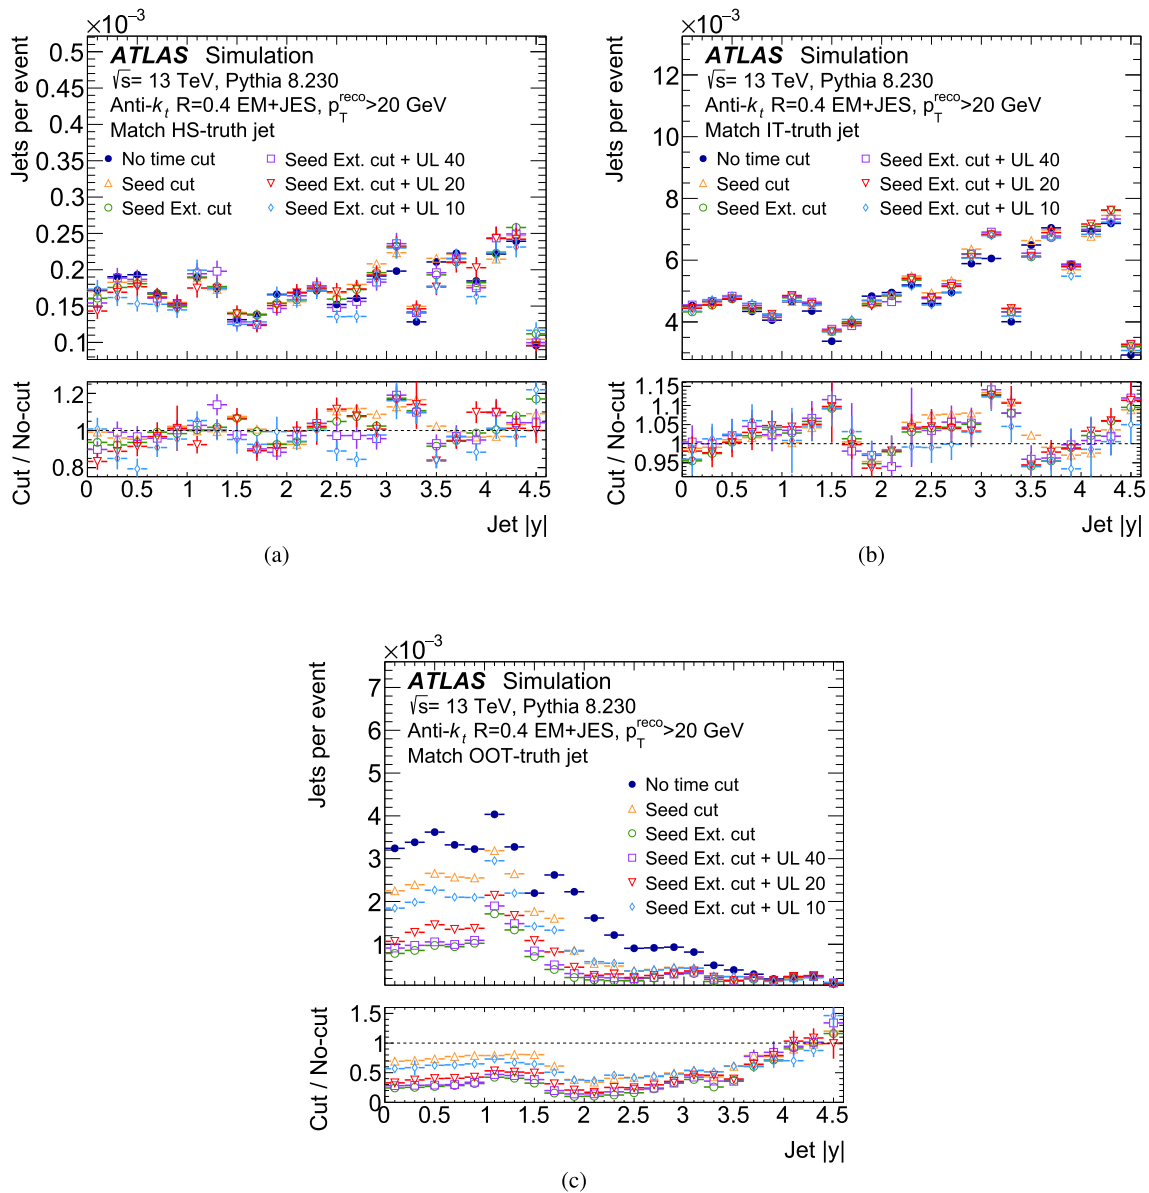 ×10⁻³
Jets per event
ATLAS Simulation
√s= 13 TeV, Pythia 8.230
Anti-kₜ R=0.4 EM+JES, p_T^reco>20 GeV
Match HS-truth jet
No time cut
Seed cut
Seed Ext. cut
Seed Ext. cut + UL 40
Seed Ext. cut + UL 20
Seed Ext. cut + UL 10
0.5
0.45
0.4
0.35
0.3
0.25
0.2
0.15
0.1
Cut / No-cut
1.2
1
0.8
0 0.5 1 1.5 2 2.5 3 3.5 4 4.5
Jet |y|
(a)
×10⁻³
Jets per event
ATLAS Simulation
√s= 13 TeV, Pythia 8.230
Anti-kₜ R=0.4 EM+JES, p_T^reco>20 GeV
Match IT-truth jet
No time cut
Seed cut
Seed Ext. cut
Seed Ext. cut + UL 40
Seed Ext. cut + UL 20
Seed Ext. cut + UL 10
12
10
8
6
4
Cut / No-cut
1.15
1.1
1.05
1
0.95
0 0.5 1 1.5 2 2.5 3 3.5 4 4.5
Jet |y|
(b)
×10⁻³
Jets per event
ATLAS Simulation
√s= 13 TeV, Pythia 8.230
Anti-kₜ R=0.4 EM+JES, p_T^reco>20 GeV
Match OOT-truth jet
No time cut
Seed cut
Seed Ext. cut
Seed Ext. cut + UL 40
Seed Ext. cut + UL 20
Seed Ext. cut + UL 10
7
6
5
4
3
2
1
Cut / No-cut
1.5
1
0.5
0
0 0.5 1 1.5 2 2.5 3 3.5 4 4.5
Jet |y|
(c)